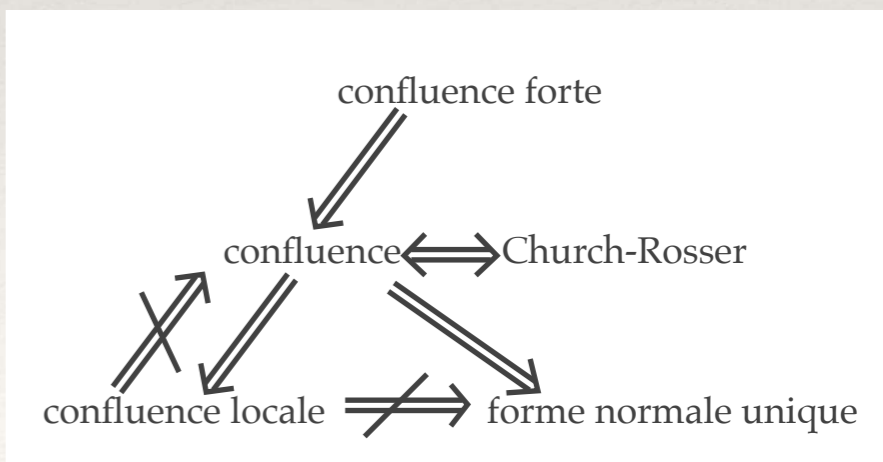 confluence forte
confluence Church-Rosser
confluence locale forme normale unique